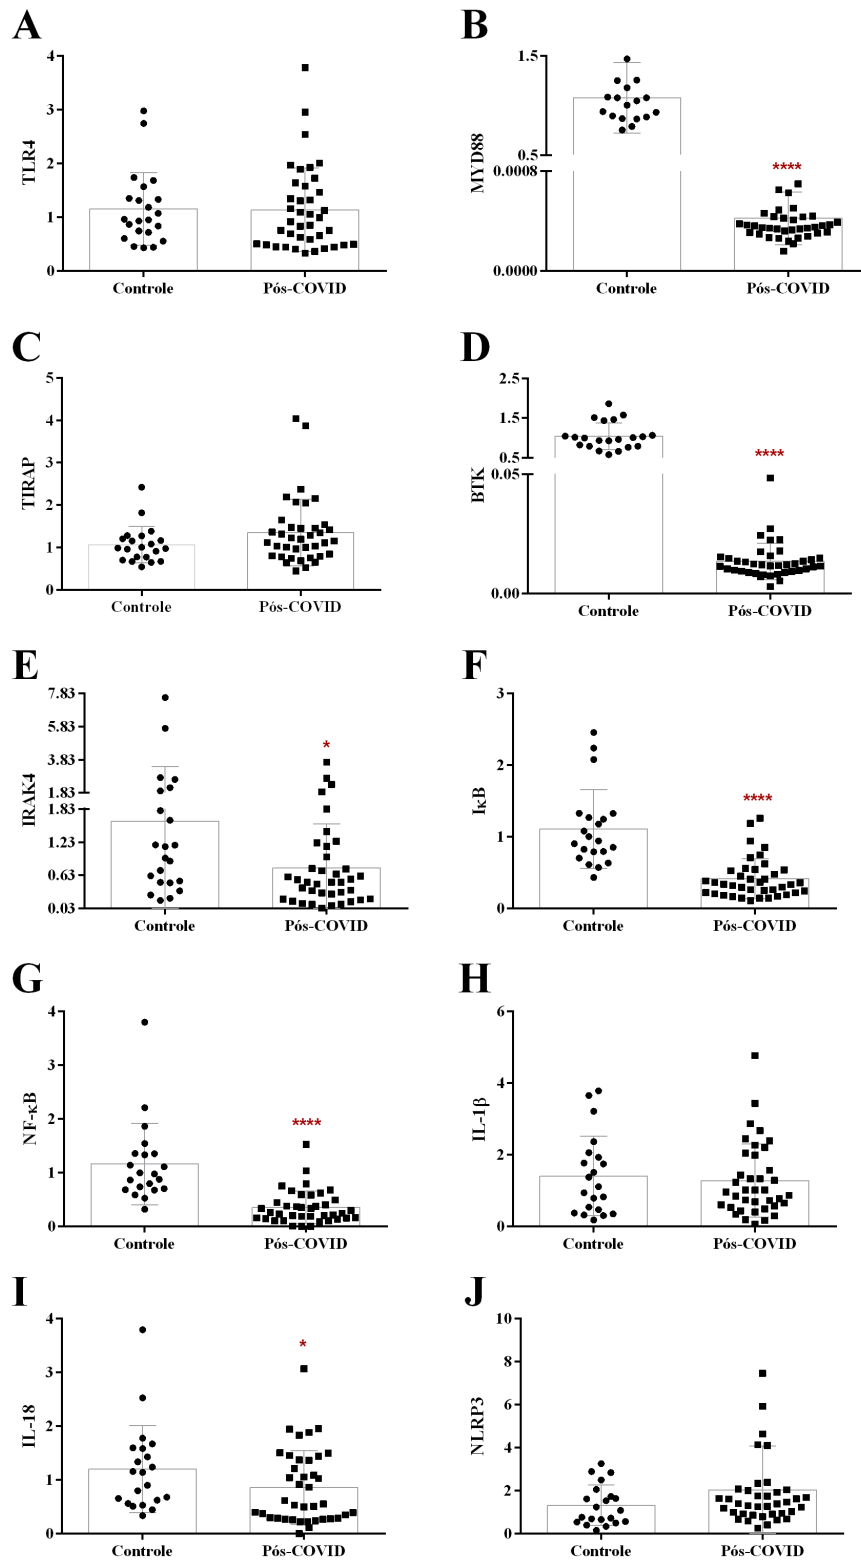 A
TLR4
4
3
2
1
0
Controle
Pós-COVID
B
MYD88
1.5
0.5
0.0008
0.0000
****
Controle
Pós-COVID
C
TIRAP
5
4
3
2
1
0
Controle
Pós-COVID
D
BTK
2.5
1.5
0.5
0.05
0.00
****
Controle
Pós-COVID
E
IRAK4
7.83
5.83
3.83
1.83
1.83
1.23
0.63
0.03
*
Controle
Pós-COVID
F
IκB
3
2
1
0
****
Controle
Pós-COVID
G
NF-κB
4
3
2
1
0
****
Controle
Pós-COVID
H
IL-1β
6
4
2
0
Controle
Pós-COVID
I
IL-18
4
3
2
1
0
*
Controle
Pós-COVID
J
NLRP3
10
8
6
4
2
0
Controle
Pós-COVID